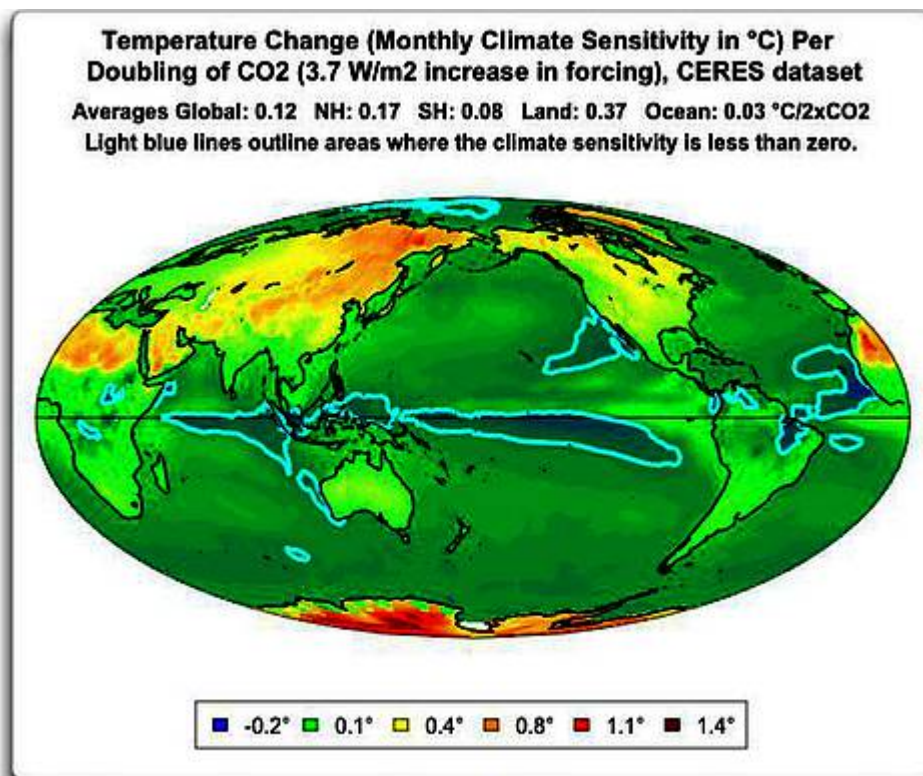 Temperature Change (Monthly Climate Sensitivity in °C) Per
Doubling of CO2 (3.7 W/m2 increase in forcing), CERES dataset
Averages Global: 0.12 NH: 0.17 SH: 0.08 Land: 0.37 Ocean: 0.03 °C/2xCO2
Light blue lines outline areas where the climate sensitivity is less than zero.
-0.2° 0.1° 0.4° 0.8° 1.1° 1.4°